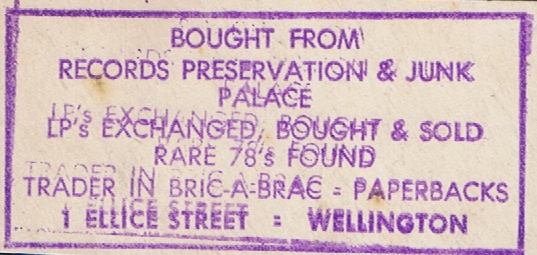 BOUGHT FROM
RECORDS PRESERVATION & JUNK
PALACE
LP's EXCHANGED, BOUGHT & SOLD
RARE 78's FOUND
TRADER IN BRIC-A-BRAC = PAPERBACKS
1 ELLICE STREET = WELLINGTON